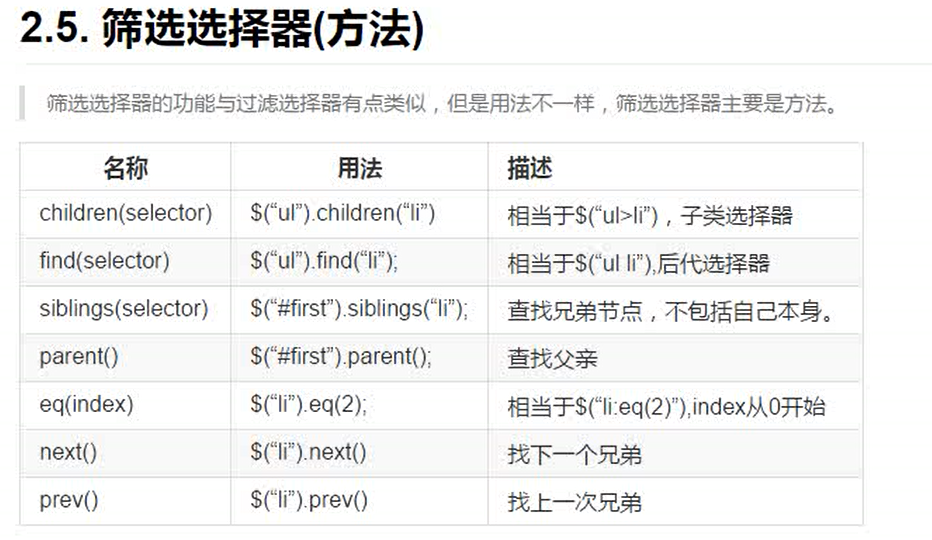 2.5. 筛选选择器(方法)
筛选选择器的功能与过滤选择器有点类似，但是用法不一样，筛选选择器主要是方法。
名称 用法 描述
children(selector) $(“ul”).children(“li”) 相当于$(“ul>li”)，子类选择器
find(selector) $(“ul”).find(“li”); 相当于$(“ul li”),后代选择器
siblings(selector) $(“#first”).siblings(“li”); 查找兄弟节点，不包括自己本身。
parent() $(“#first”).parent(); 查找父亲
eq(index) $(“li”).eq(2); 相当于$(“li:eq(2)”),index从0开始
next() $(“li”).next() 找下一个兄弟
prev() $(“li”).prev() 找上一次兄弟